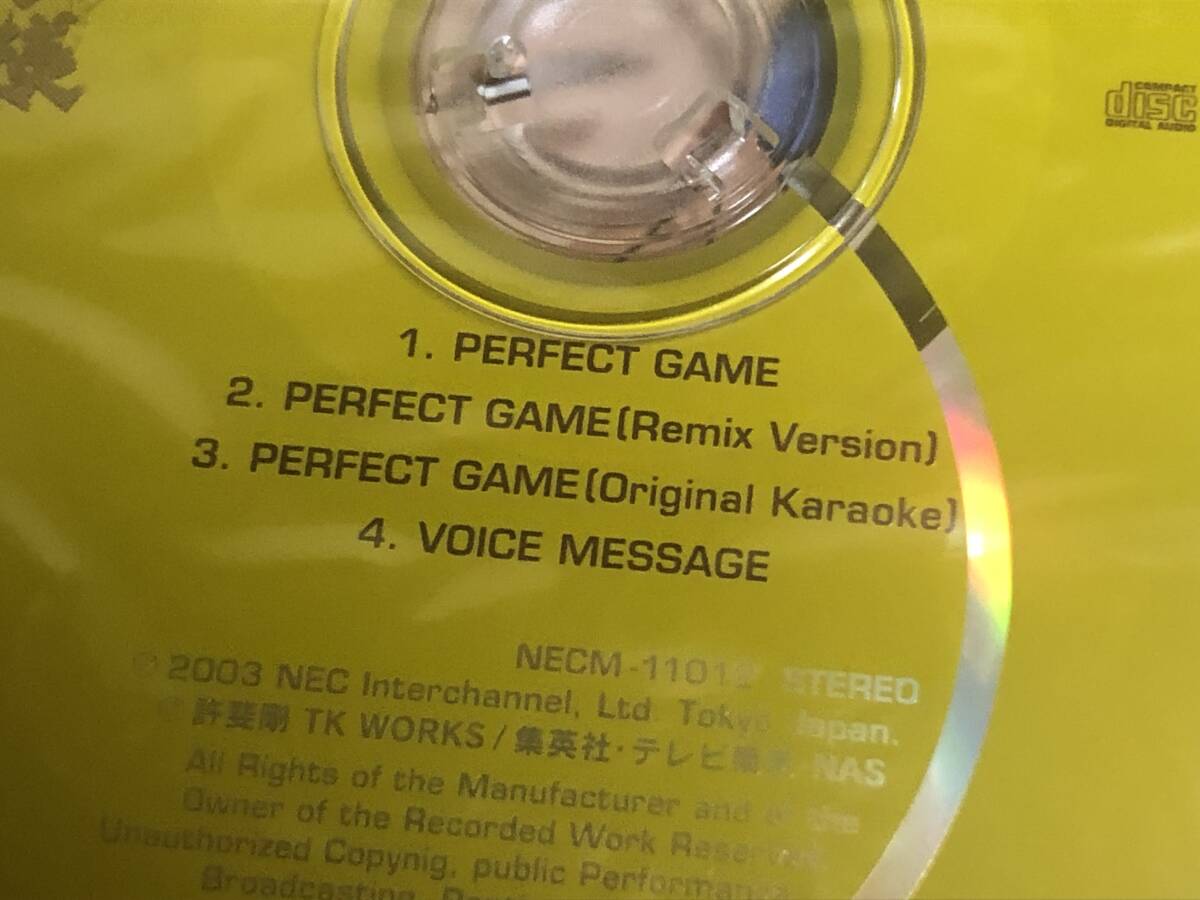 COMPACT
disc
DIGITAL AUDIO
1. PERFECT GAME
2. PERFECT GAME(Remix Version)
3. PERFECT GAME(Original Karaoke)
4. VOICE MESSAGE
STEREO
℗ 2003 NEC Interchannel, Ltd. Tokyo, Japan.
© 許斐剛 TK WORKS/集英社・テレビ東京・NAS
All Rights of the Manufacturer and of the
Owner of the Recorded Work Reserved.
Unauthorized Copynig, public Performance,
Broadcasting,